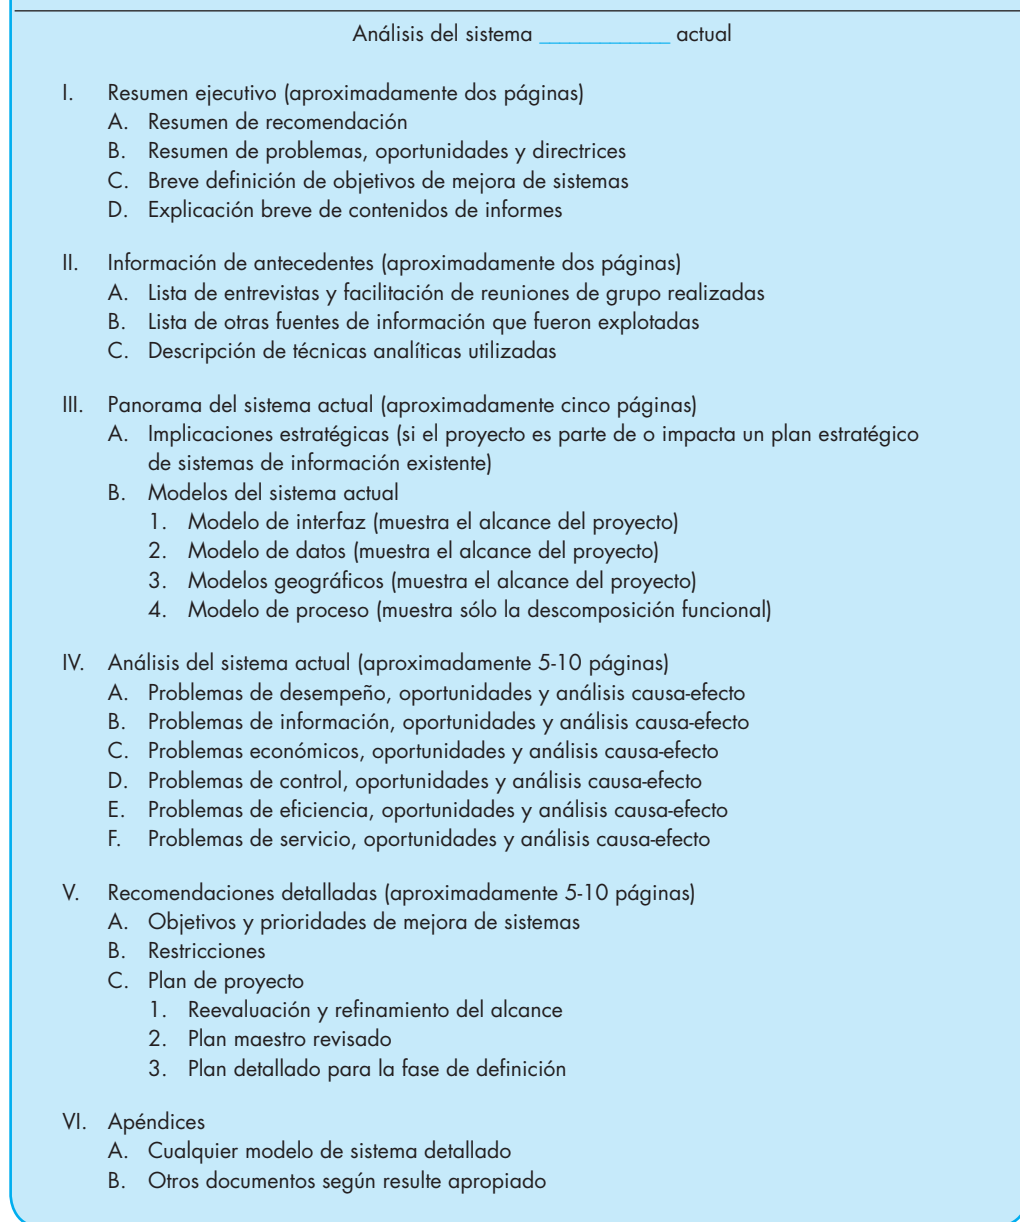 Análisis del sistema _____________ actual
I. Resumen ejecutivo (aproximadamente dos páginas)
A. Resumen de recomendación
B. Resumen de problemas, oportunidades y directrices
C. Breve definición de objetivos de mejora de sistemas
D. Explicación breve de contenidos de informes
II. Información de antecedentes (aproximadamente dos páginas)
A. Lista de entrevistas y facilitación de reuniones de grupo realizadas
B. Lista de otras fuentes de información que fueron explotadas
C. Descripción de técnicas analíticas utilizadas
III. Panorama del sistema actual (aproximadamente cinco páginas)
A. Implicaciones estratégicas (si el proyecto es parte de o impacta un plan estratégico
de sistemas de información existente)
B. Modelos del sistema actual
1. Modelo de interfaz (muestra el alcance del proyecto)
2. Modelo de datos (muestra el alcance del proyecto)
3. Modelos geográficos (muestra el alcance del proyecto)
4. Modelo de proceso (muestra sólo la descomposición funcional)
IV. Análisis del sistema actual (aproximadamente 5-10 páginas)
A. Problemas de desempeño, oportunidades y análisis causa-efecto
B. Problemas de información, oportunidades y análisis causa-efecto
C. Problemas económicos, oportunidades y análisis causa-efecto
D. Problemas de control, oportunidades y análisis causa-efecto
E. Problemas de eficiencia, oportunidades y análisis causa-efecto
F. Problemas de servicio, oportunidades y análisis causa-efecto
V. Recomendaciones detalladas (aproximadamente 5-10 páginas)
A. Objetivos y prioridades de mejora de sistemas
B. Restricciones
C. Plan de proyecto
1. Reevaluación y refinamiento del alcance
2. Plan maestro revisado
3. Plan detallado para la fase de definición
VI. Apéndices
A. Cualquier modelo de sistema detallado
B. Otros documentos según resulte apropiado